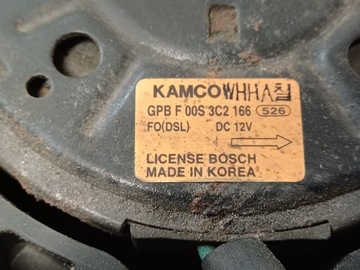 KAMCO
GPB F 00S 3C2 166 526
FO(DSL) DC 12V
LICENSE BOSCH
MADE IN KOREA